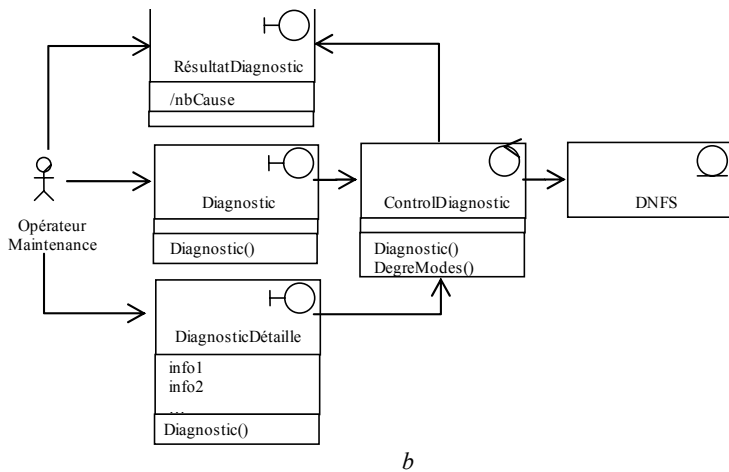 RésultatDiagnostic
/nbCause
Opérateur
Maintenance
Diagnostic
Diagnostic()
ControlDiagnostic
Diagnostic()
DegreModes()
DNFS
DiagnosticDétaille
info1
info2
...
Diagnostic()
b